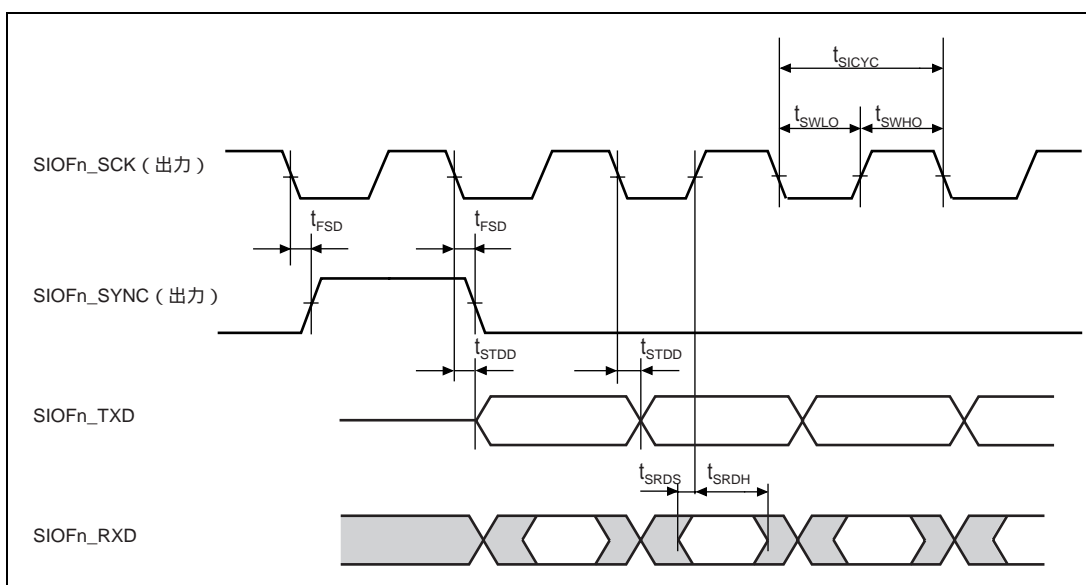 tSICYC
tSWLO tSWHO
SIOFn_SCK（出力）
tFSD tFSD
SIOFn_SYNC（出力）
tSTDD tSTDD
SIOFn_TXD
tSRDS tSRDH
SIOFn_RXD